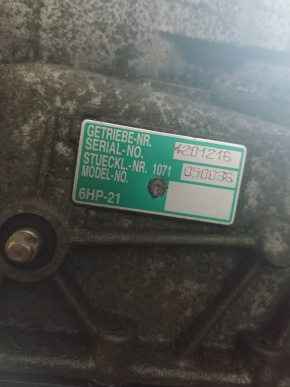 GETRIEBE-NR.
SERIAL-NO. 4201216
STUECKL.-NR. 1071
MODEL-NO. 050036
6HP-21